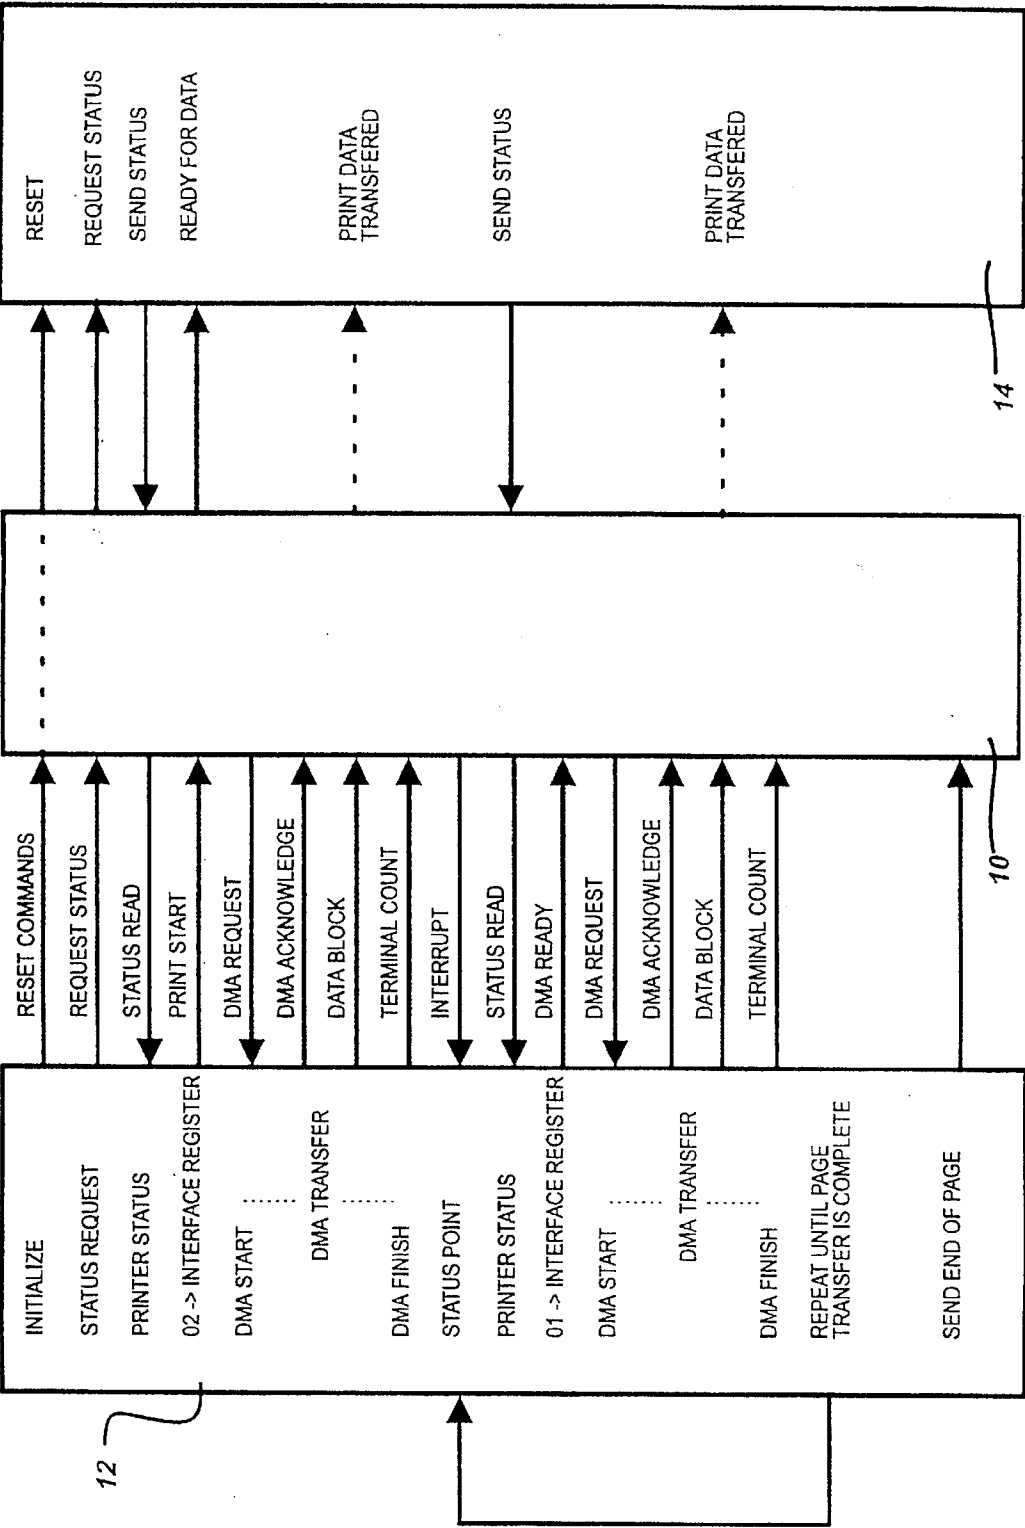 INITIALIZE
STATUS REQUEST
PRINTER STATUS
02 -> INTERFACE REGISTER
DMA START
DMA TRANSFER
DMA FINISH
STATUS POINT
PRINTER STATUS
01 -> INTERFACE REGISTER
DMA START
DMA TRANSFER
DMA FINISH
REPEAT UNTIL PAGE
TRANSFER IS COMPLETE
SEND END OF PAGE
12
RESET COMMANDS
REQUEST STATUS
STATUS READ
PRINT START
DMA REQUEST
DMA ACKNOWLEDGE
DATA BLOCK
TERMINAL COUNT
INTERRUPT
STATUS READ
DMA READY
DMA REQUEST
DMA ACKNOWLEDGE
DATA BLOCK
TERMINAL COUNT
10
RESET
REQUEST STATUS
SEND STATUS
READY FOR DATA
PRINT DATA
TRANSFERED
SEND STATUS
PRINT DATA
TRANSFERED
14